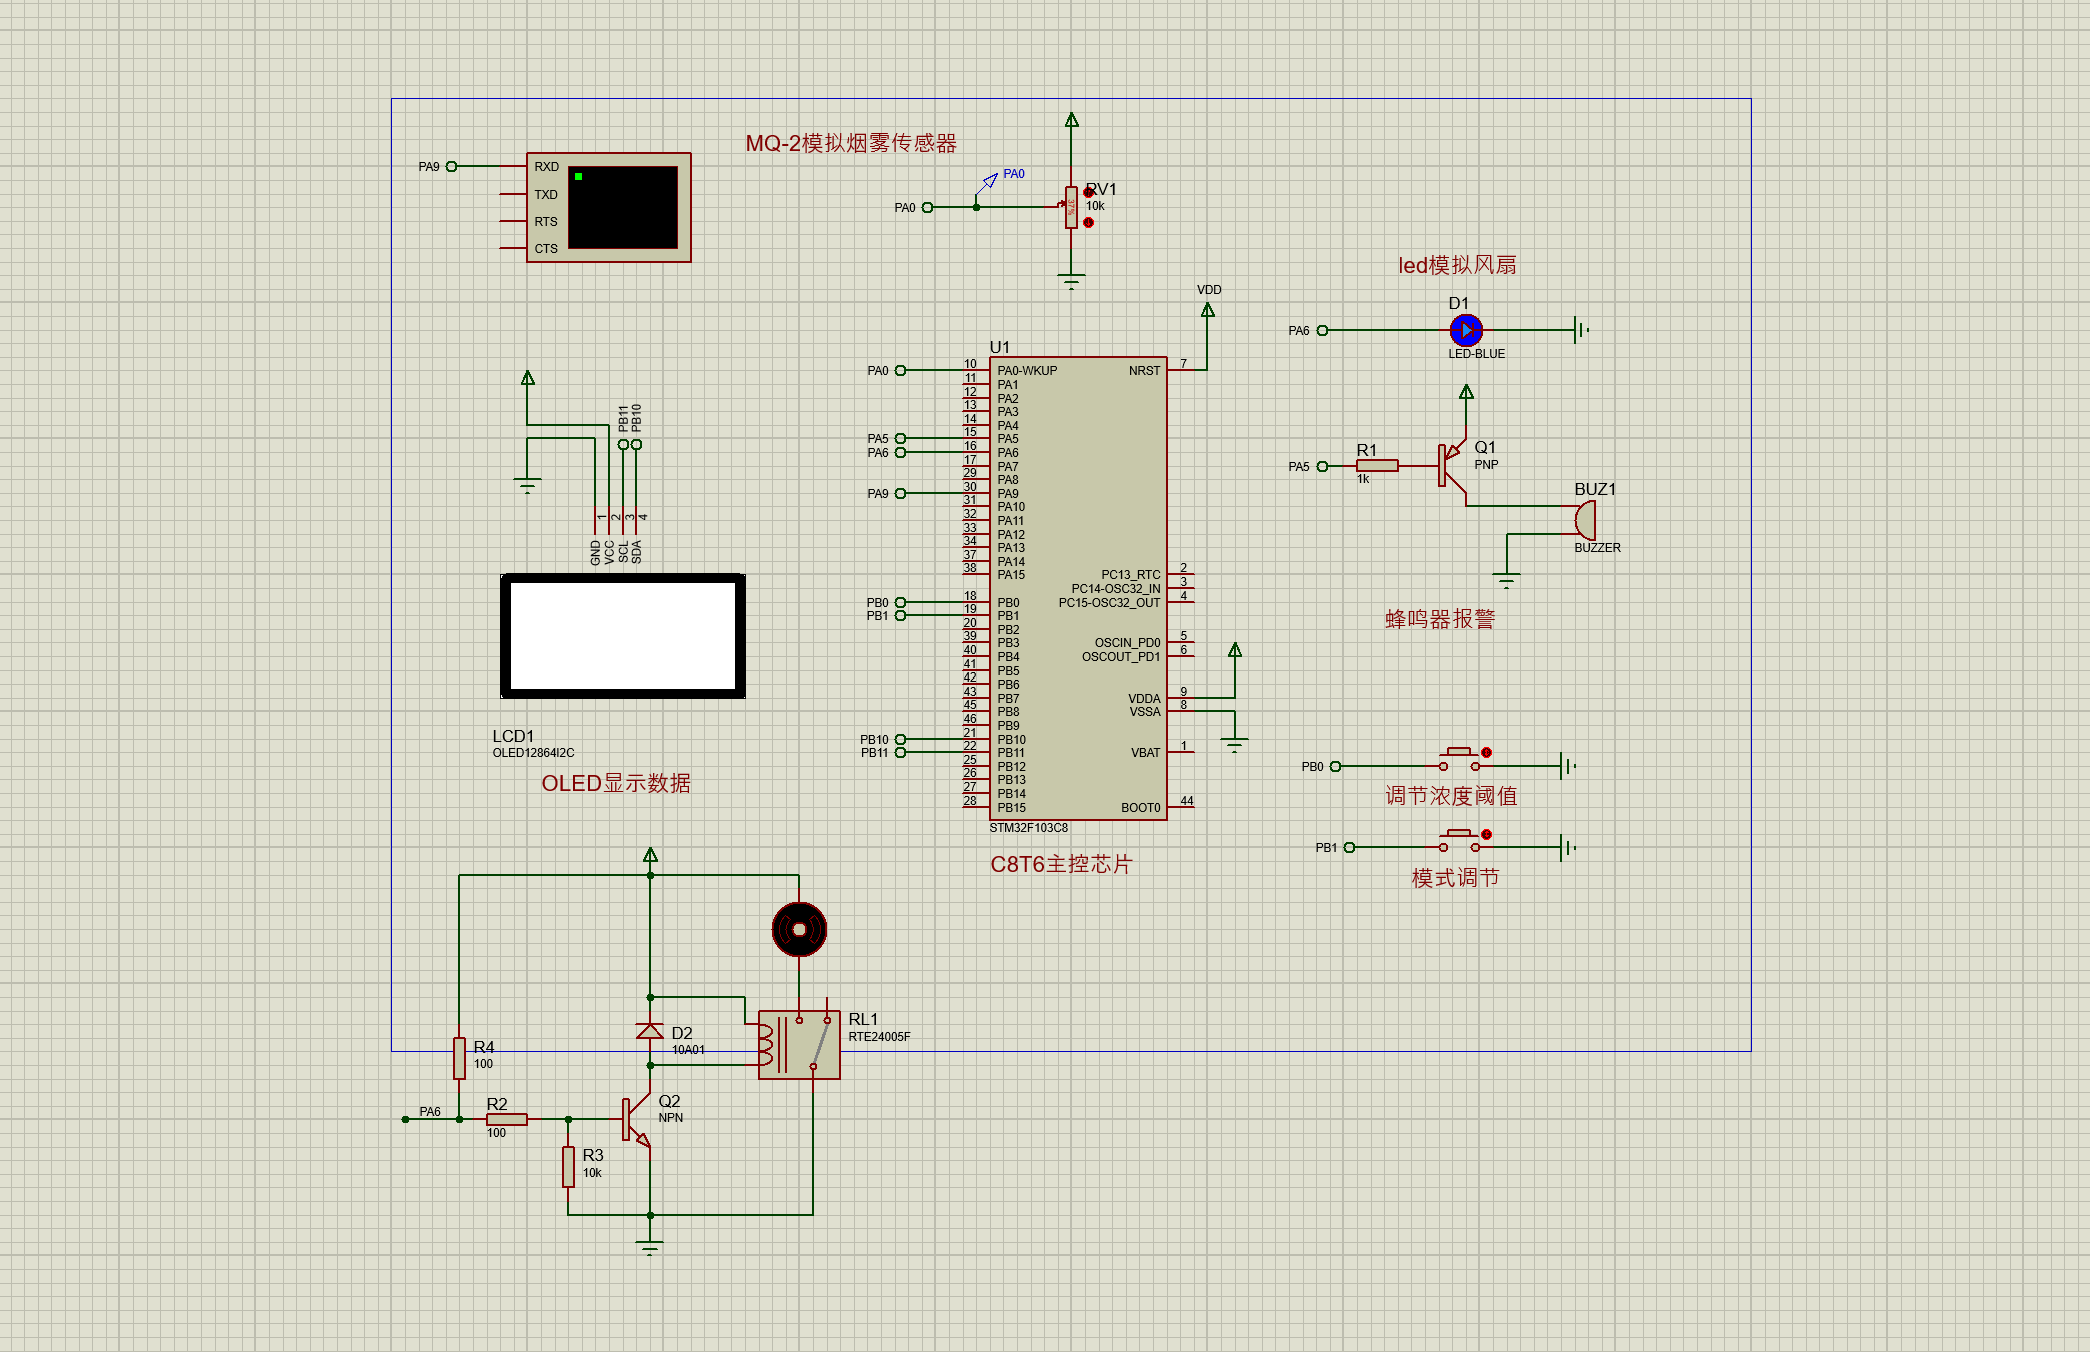 MQ-2模拟烟雾传感器
PA9
RXD
TXD
RTS
CTS
PA0
PA0
RV1
10k
37%
led模拟风扇
D1
PA6
LED-BLUE
VDD
U1
PA0
10
PA0-WKUP
11
PA1
12
PA2
13
PA3
14
PA4
PA5
15
PA5
PA6
16
PA6
17
PA7
29
PA8
PA9
30
PA9
31
PA10
32
PA11
33
PA12
34
PA13
37
PA14
38
PA15
PB0
18
PB0
PB1
19
PB1
20
PB2
39
PB3
40
PB4
41
PB5
42
PB6
43
PB7
45
PB8
46
PB9
PB10
21
PB10
PB11
22
PB11
25
PB12
26
PB13
27
PB14
28
PB15
NRST
7
PC13_RTC
2
PC14-OSC32_IN
3
PC15-OSC32_OUT
4
OSCIN_PD0
5
OSCOUT_PD1
6
VDDA
9
VSSA
8
VBAT
1
BOOT0
44
STM32F103C8
C8T6主控芯片
PB11
PB10
1
2
3
4
GND
VCC
SCL
SDA
LCD1
OLED12864I2C
OLED显示数据
PA5
R1
1k
Q1
PNP
BUZ1
BUZZER
蜂鸣器报警
PB0
调节浓度阈值
PB1
模式调节
R4
100
PA6
R2
100
R3
10k
D2
10A01
Q2
NPN
RL1
RTE24005F